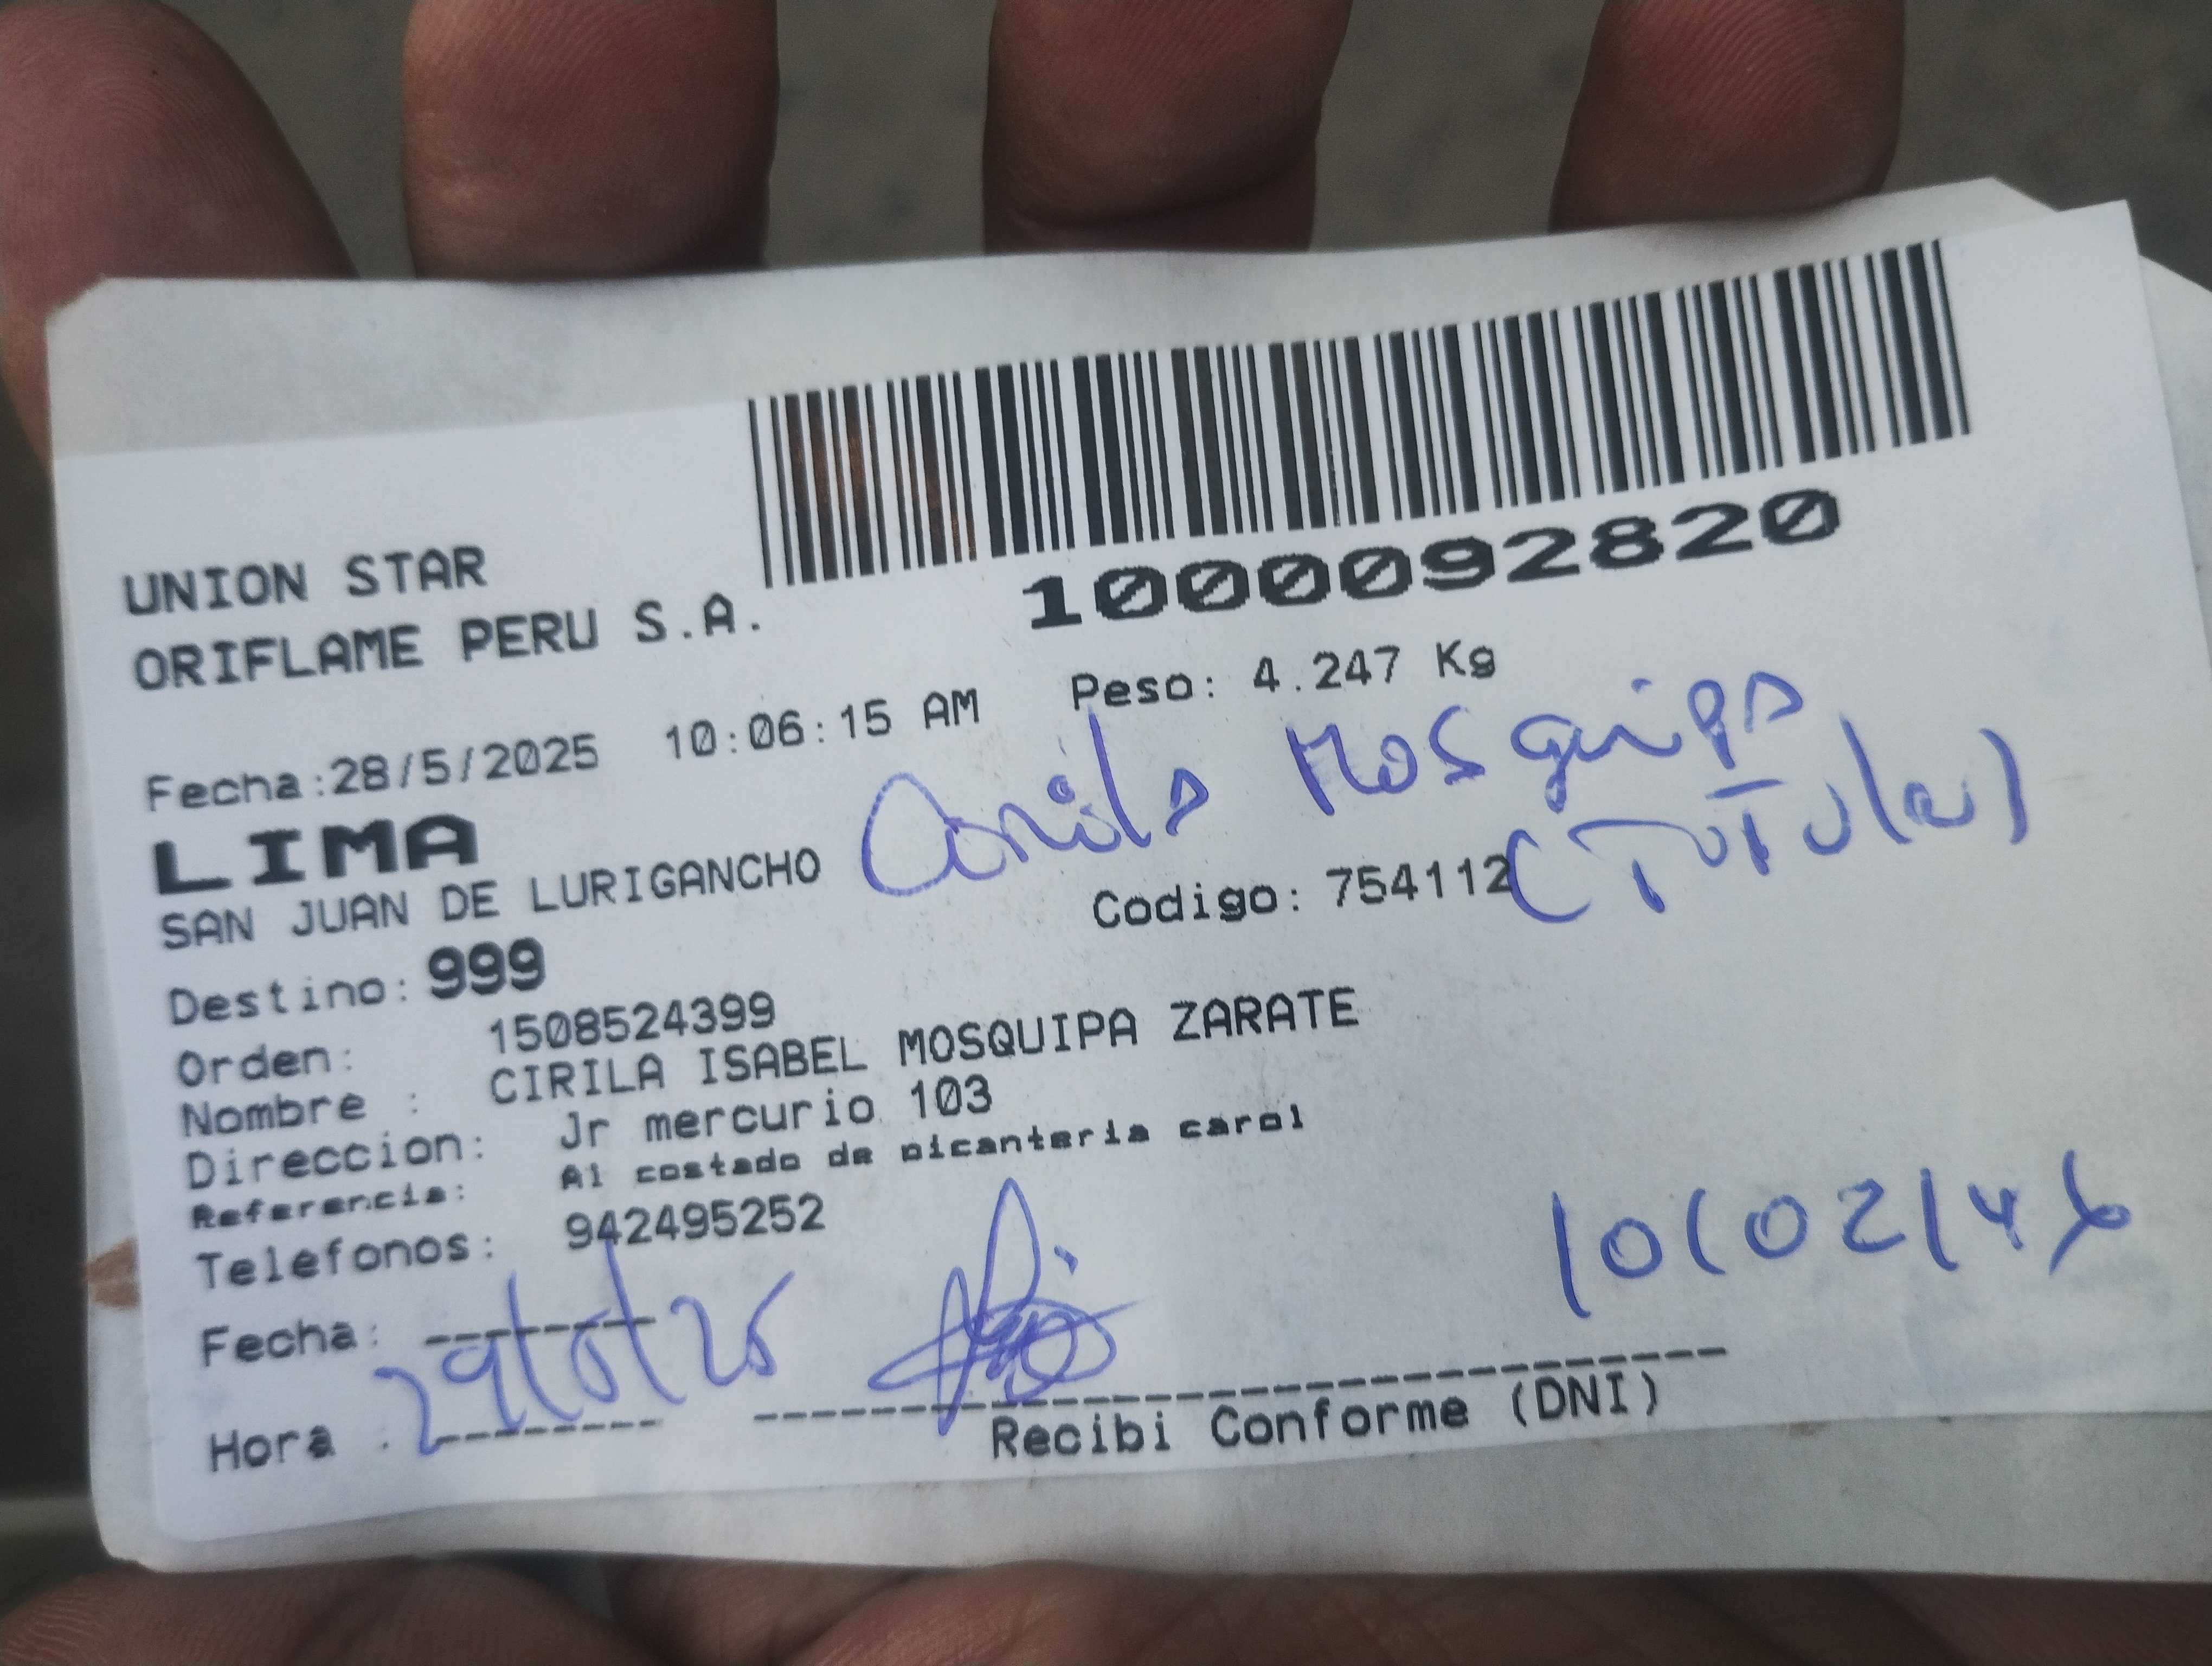 1000092820
UNION STAR
ORIFLAME PERU S.A.
Fecha:28/5/2025 10:06:15 AM Peso: 4.247 Kg
LIMA
Cirila Mosquipa
(Titular)
SAN JUAN DE LURIGANCHO
Codigo: 754112
Destino: 999
Orden: 1508524399
Nombre : CIRILA ISABEL MOSQUIPA ZARATE
Direccion: Jr mercurio 103
Referencia: Al costado de picanteria carol
Telefonos: 942495252
Fecha: 29/5/25
Hora :
Recibi Conforme (DNI)